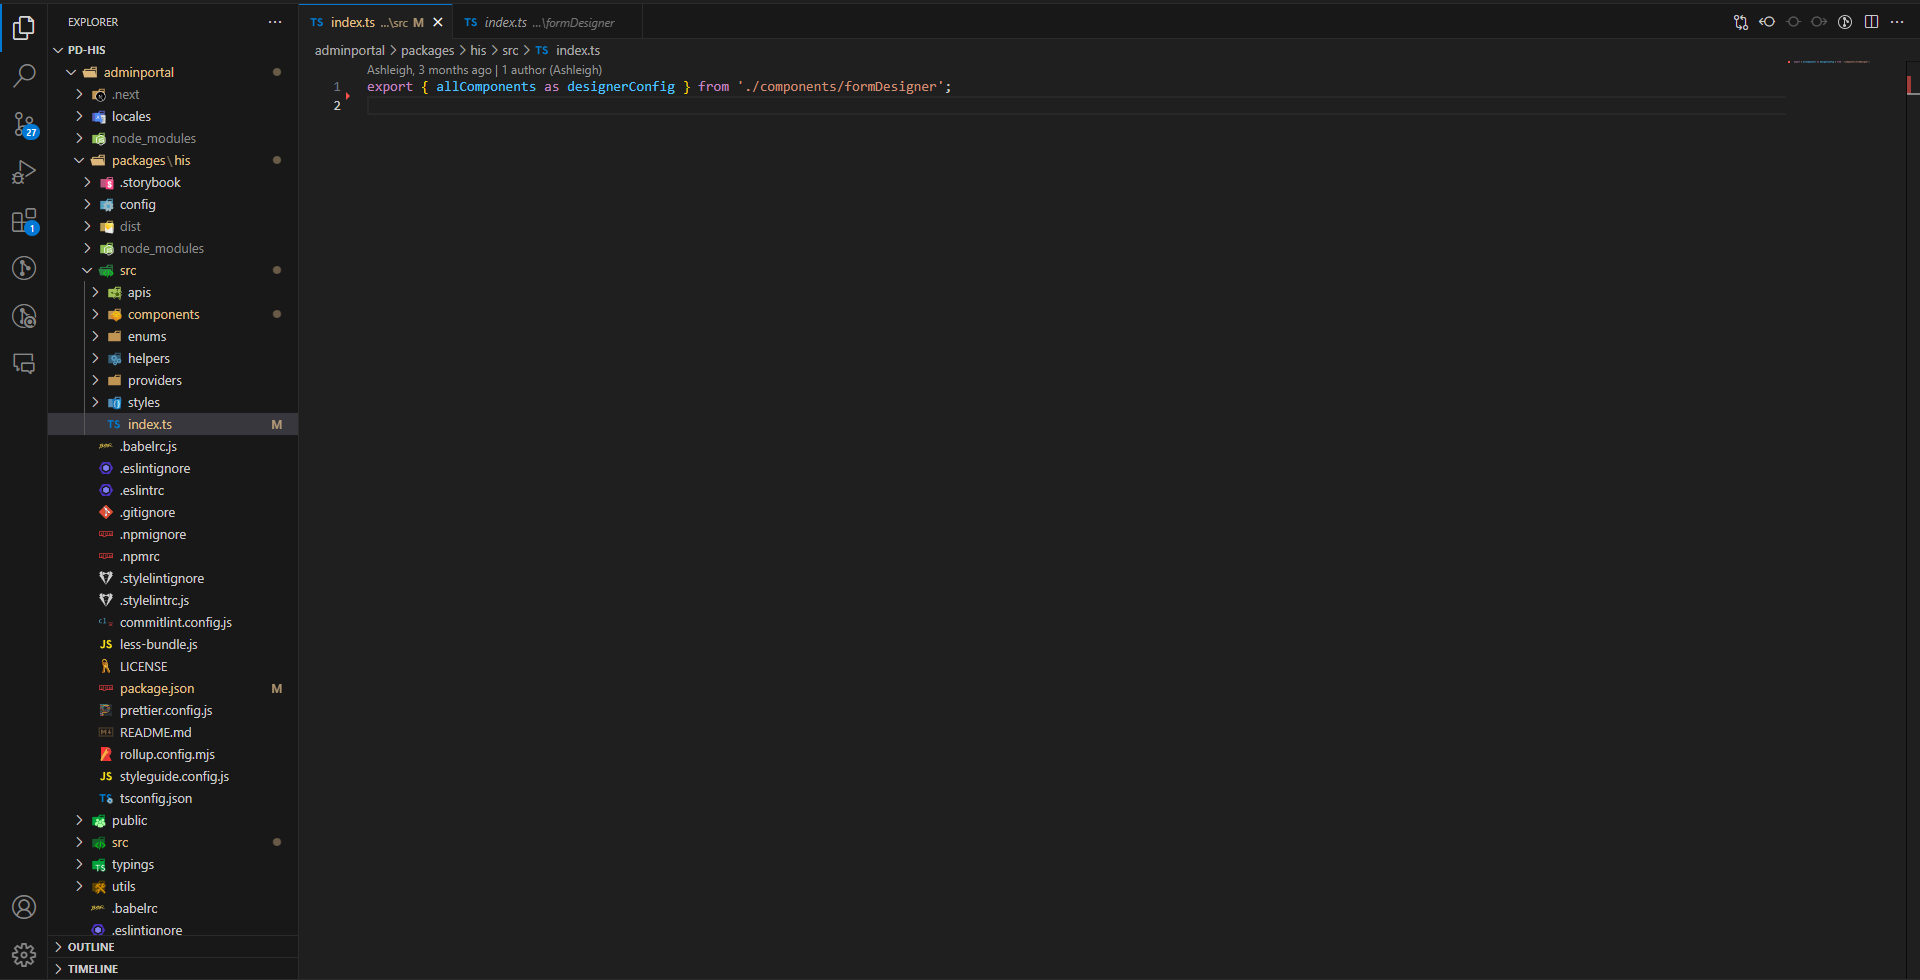 EXPLORER
PD-HIS
adminportal
.next
locales
node_modules
packages\his
.storybook
config
dist
node_modules
src
apis
components
enums
helpers
providers
styles
TS index.ts M
.babelrc.js
.eslintignore
.eslintrc
.gitignore
.npmignore
.npmrc
.stylelintignore
.stylelintrc.js
commitlint.config.js
JS less-bundle.js
LICENSE
package.json M
prettier.config.js
README.md
rollup.config.mjs
JS styleguide.config.js
TS tsconfig.json
public
src
typings
utils
.babelrc
.eslintignore
OUTLINE
TIMELINE
27
1
TS index.ts ...\src M
TS index.ts ...\formDesigner
adminportal > packages > his > src > TS index.ts
Ashleigh, 3 months ago | 1 author (Ashleigh)
1 export { allComponents as designerConfig } from './components/formDesigner';
2